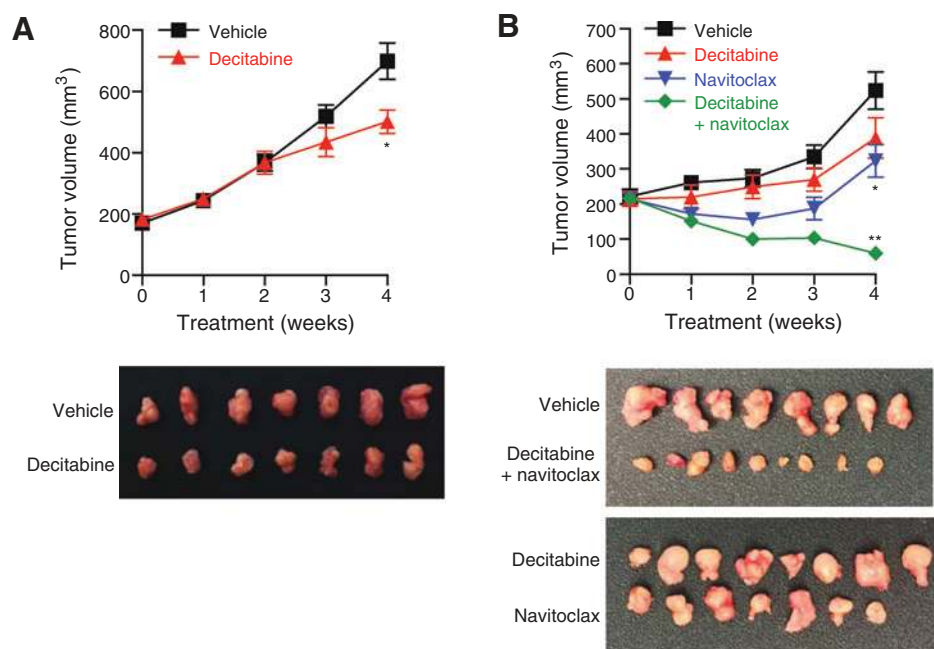 A
Vehicle
Decitabine
Tumor volume (mm³)
800
600
400
200
0
*
0 1 2 3 4
Treatment (weeks)
Vehicle
Decitabine
B
Vehicle
Decitabine
Navitoclax
Decitabine
+ navitoclax
Tumor volume (mm³)
700
600
500
400
300
200
100
0
*
**
0 1 2 3 4
Treatment (weeks)
Vehicle
Decitabine
+ navitoclax
Decitabine
Navitoclax